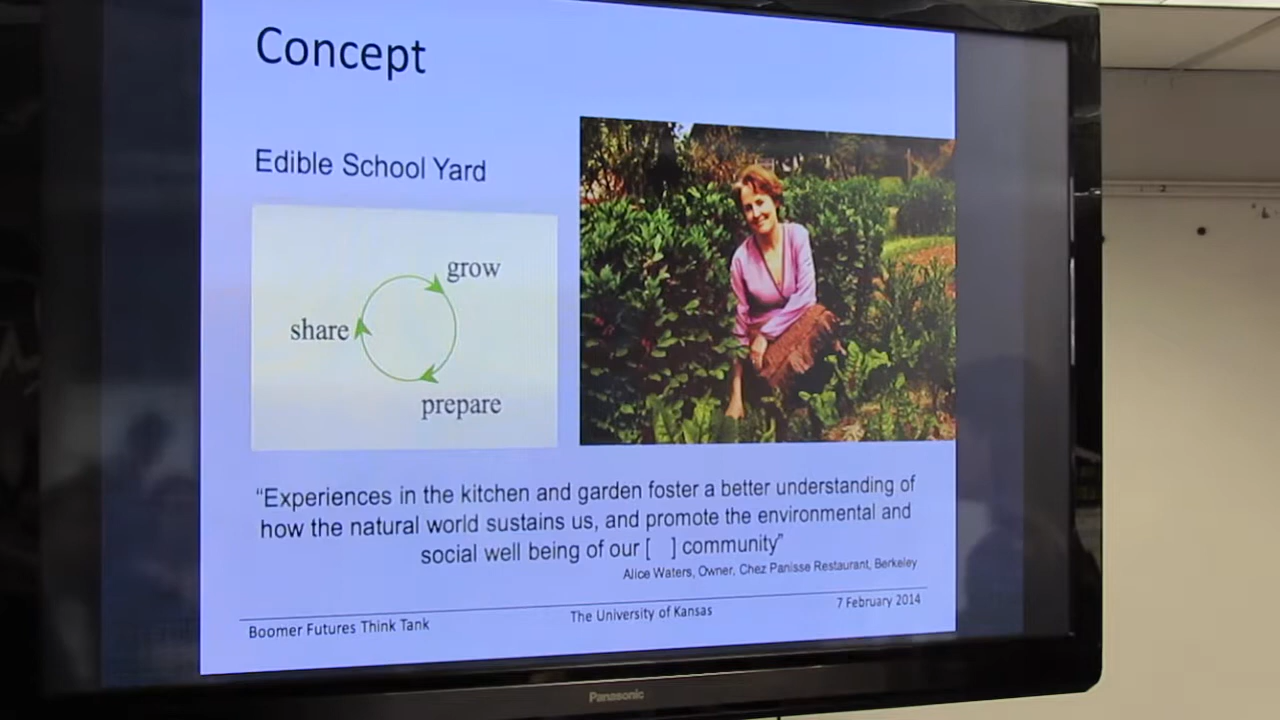 Concept
Edible School Yard
grow
share
prepare
“Experiences in the kitchen and garden foster a better understanding of
how the natural world sustains us, and promote the environmental and
social well being of our [ ] community”
Alice Waters, Owner, Chez Panisse Restaurant, Berkeley
Boomer Futures Think Tank
The University of Kansas
7 February 2014
Panasonic